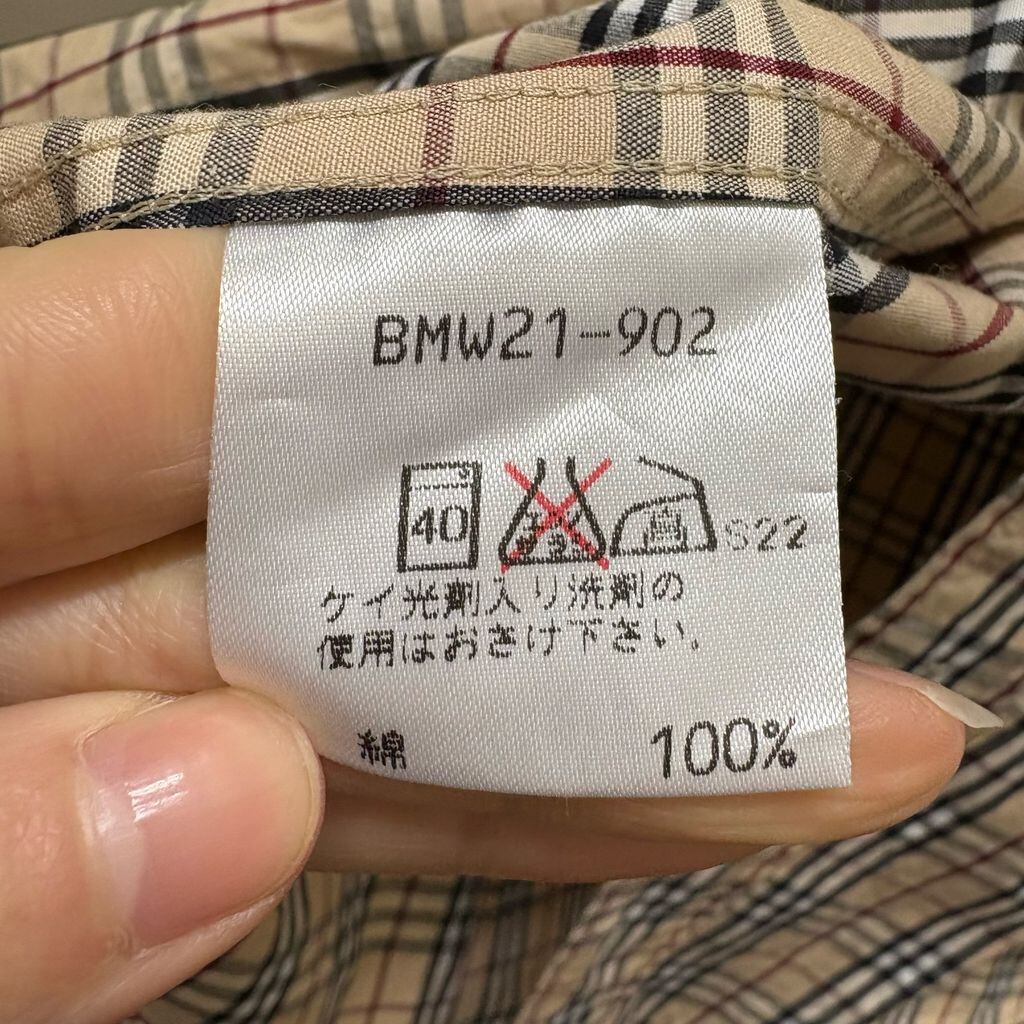 BMW21-902
40
高
S22
ケイ光剤入り洗剤の
使用はおさけ下さい。
綿 100%